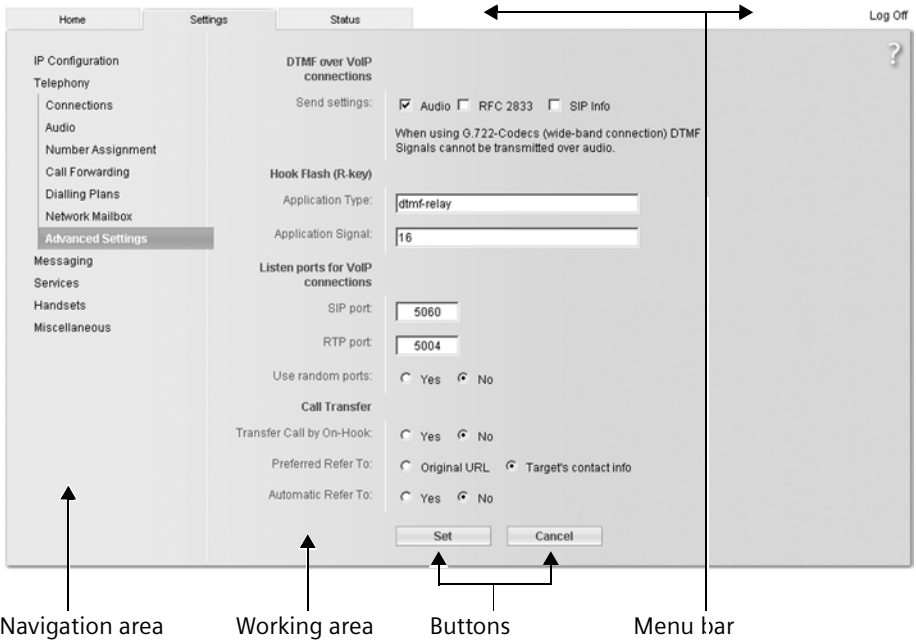 Home
Settings
Status
Log Off
?
IP Configuration
Telephony
Connections
Audio
Number Assignment
Call Forwarding
Dialling Plans
Network Mailbox
Advanced Settings
Messaging
Services
Handsets
Miscellaneous
DTMF over VoIP
connections
Send settings: Audio RFC 2833 SIP Info
When using G.722-Codecs (wide-band connection) DTMF
Signals cannot be transmitted over audio.
Hook Flash (R-key)
Application Type: dtmf-relay
Application Signal: 16
Listen ports for VoIP
connections
SIP port: 5060
RTP port: 5004
Use random ports: Yes No
Call Transfer
Transfer Call by On-Hook: Yes No
Preferred Refer To: Original URL Target's contact info
Automatic Refer To: Yes No
Set Cancel
Navigation area Working area Buttons Menu bar